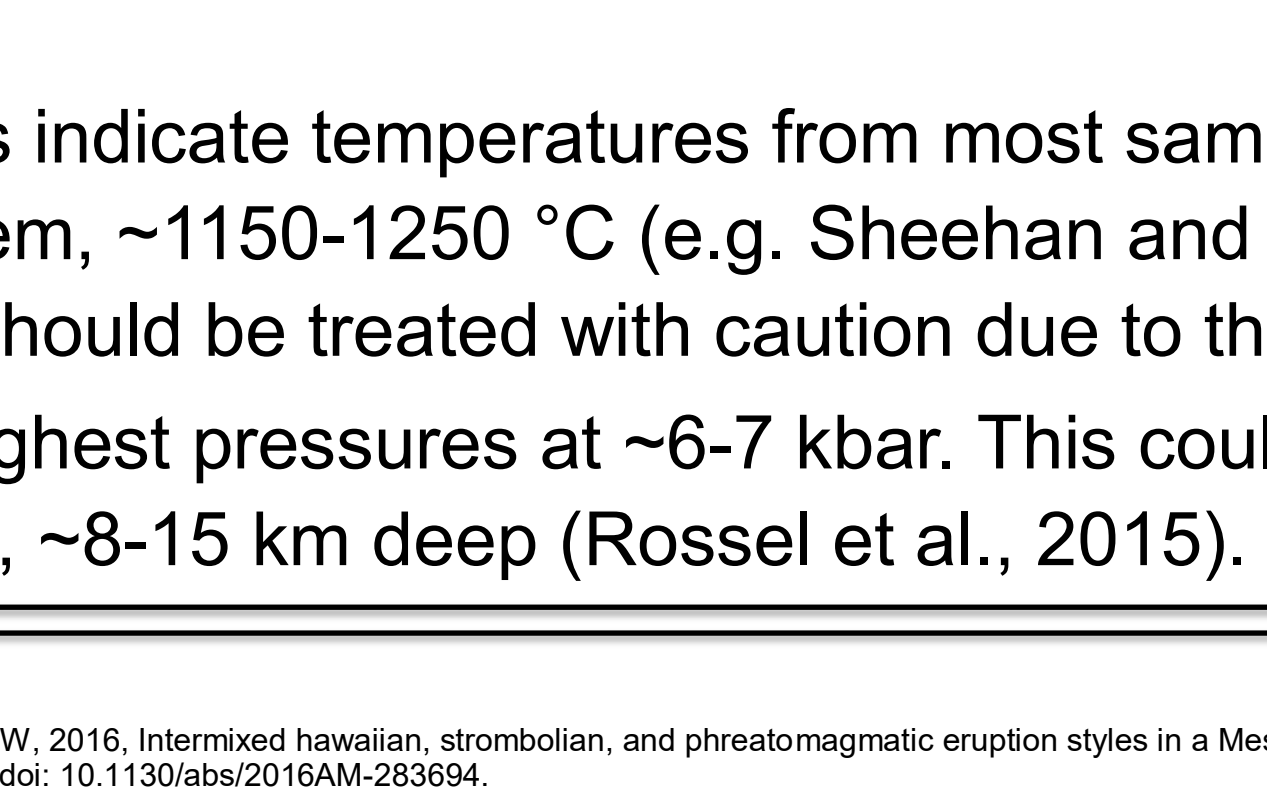 s indicate temperatures from most sam
em, ~1150-1250 °C (e.g. Sheehan and
hould be treated with caution due to th
ghest pressures at ~6-7 kbar. This coul
, ~8-15 km deep (Rossel et al., 2015).
W, 2016, Intermixed hawaiian, strombolian, and phreatomagmatic eruption styles in a Mes
doi: 10.1130/abs/2016AM-283694.